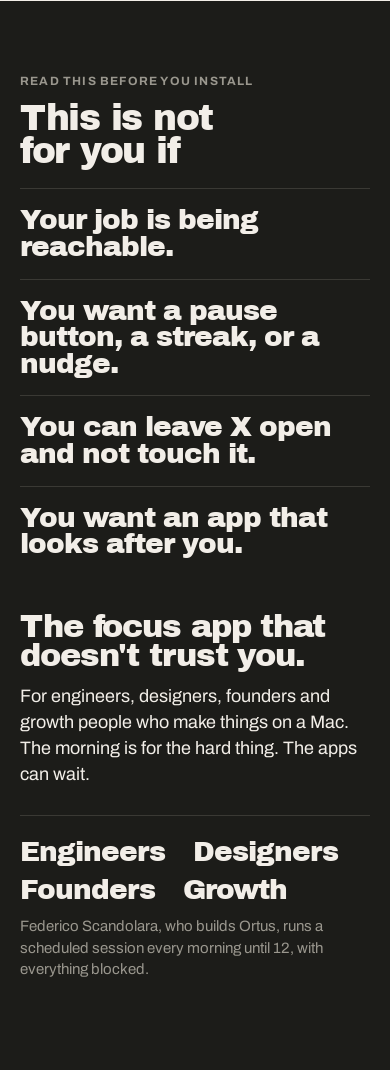 READ THIS BEFORE YOU INSTALL
This is not
for you if
Your job is being
reachable.
You want a pause
button, a streak, or a
nudge.
You can leave X open
and not touch it.
You want an app that
looks after you.
The focus app that
doesn't trust you.
For engineers, designers, founders and
growth people who make things on a Mac.
The morning is for the hard thing. The apps
can wait.
Engineers Designers
Founders Growth
Federico Scandolara, who builds Ortus, runs a
scheduled session every morning until 12, with
everything blocked.